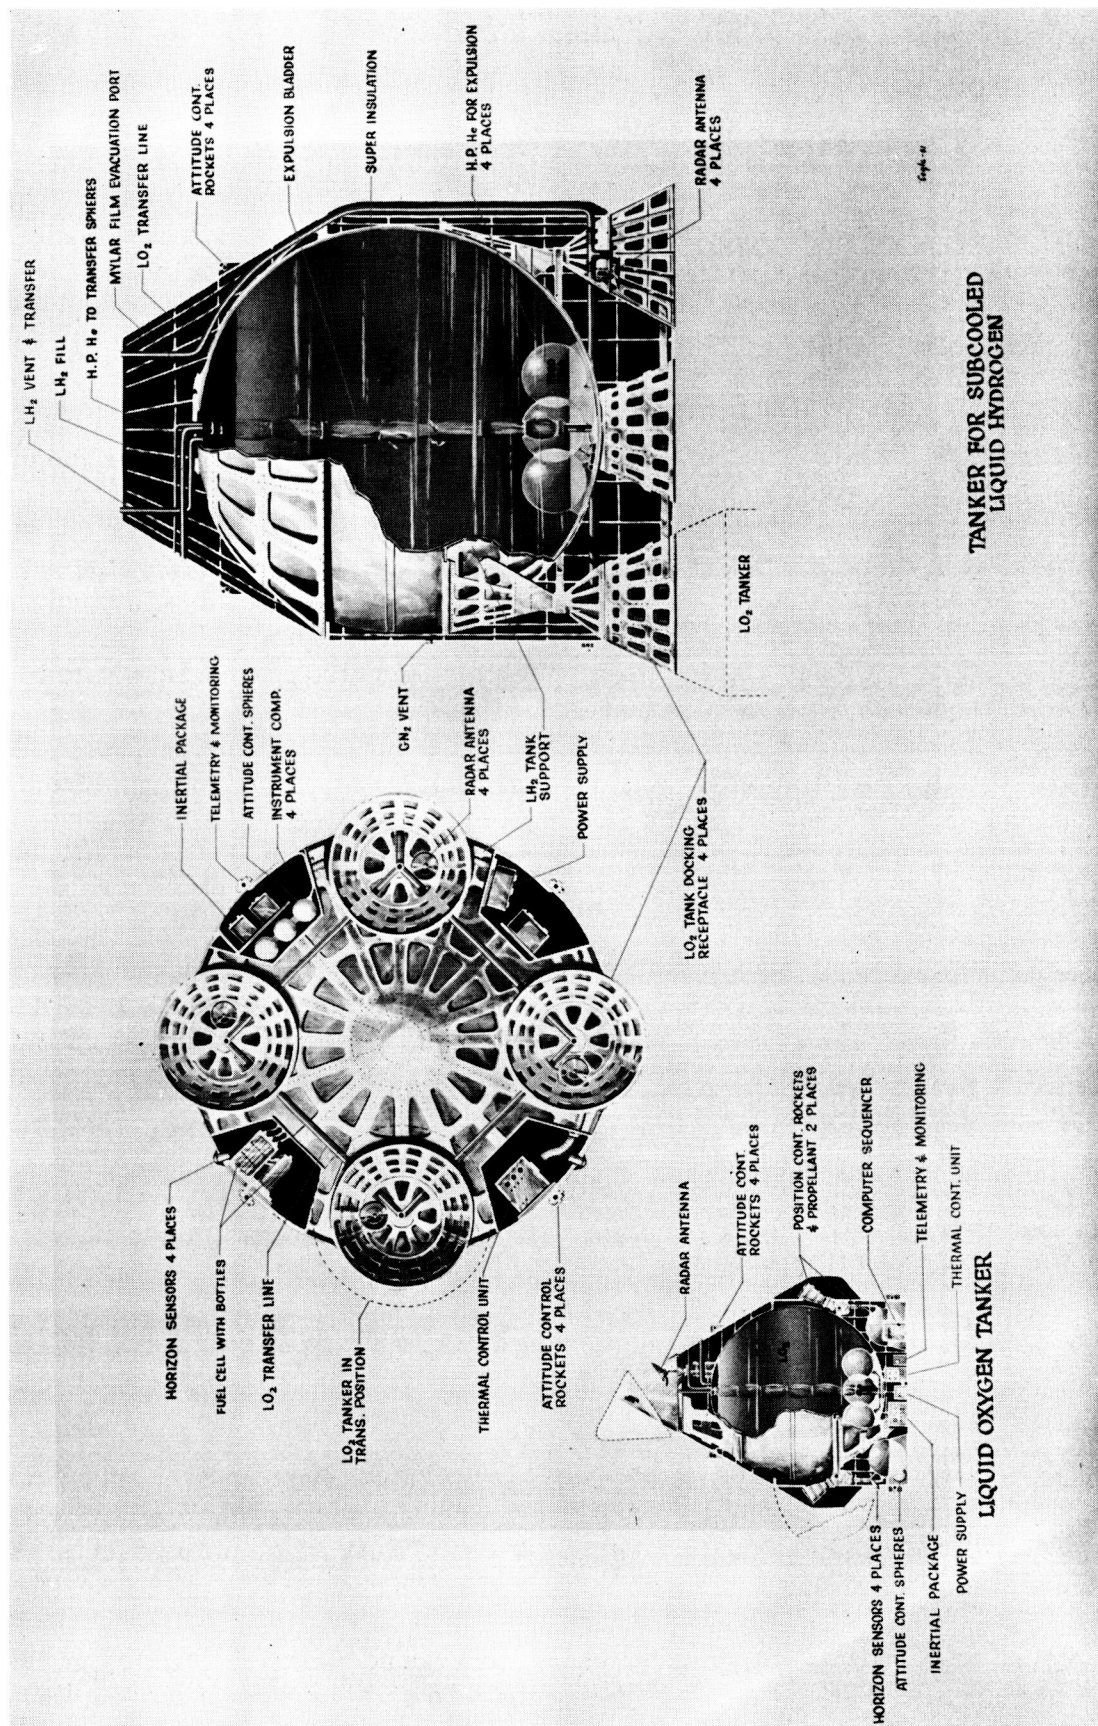 LH₂ VENT & TRANSFER
LH₂ FILL
H.P. He TO TRANSFER SPHERES
MYLAR FILM EVACUATION PORT
LO₂ TRANSFER LINE
ATTITUDE CONT.
ROCKETS 4 PLACES
EXPULSION BLADDER
SUPER INSULATION
H.P. He FOR EXPULSION
4 PLACES
RADAR ANTENNA
4 PLACES
GN₂ VENT
LO₂ TANKER
TANKER FOR SUBCOOLED
LIQUID HYDROGEN
INERTIAL PACKAGE
TELEMETRY & MONITORING
ATTITUDE CONT. SPHERES
INSTRUMENT COMP.
4 PLACES
RADAR ANTENNA
4 PLACES
LH₂ TANK
SUPPORT
POWER SUPPLY
LO₂ TANK DOCKING
RECEPTACLE 4 PLACES
HORIZON SENSORS 4 PLACES
FUEL CELL WITH BOTTLES
LO₂ TRANSFER LINE
LO₂ TANKER IN
TRANS. POSITION
THERMAL CONTROL UNIT
ATTITUDE CONTROL
ROCKETS 4 PLACES
RADAR ANTENNA
ATTITUDE CONT.
ROCKETS 4 PLACES
POSITION CONT. ROCKETS
& PROPELLANT 2 PLACES
COMPUTER SEQUENCER
TELEMETRY & MONITORING
THERMAL CONT. UNIT
LO₂
HORIZON SENSORS 4 PLACES
ATTITUDE CONT. SPHERES
INERTIAL PACKAGE
POWER SUPPLY
LIQUID OXYGEN TANKER